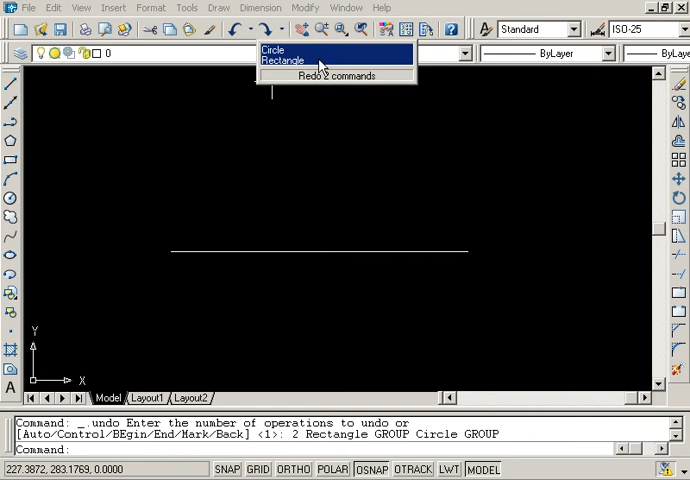 File Edit View Insert Format Tools Draw Dimension Modify Window Help
Standard ISO-25
0 ByLayer ByLayer
Circle
Rectangle
Redo 2 commands
Y
X
A
Model Layout1 Layout2
Command: _.undo Enter the number of operations to undo or
[Auto/Control/BEgin/End/Mark/Back] <1>: 2 Rectangle GROUP Circle GROUP
Command:
227.3872, 283.1769, 0.0000 SNAP GRID ORTHO POLAR OSNAP OTRACK LWT MODEL